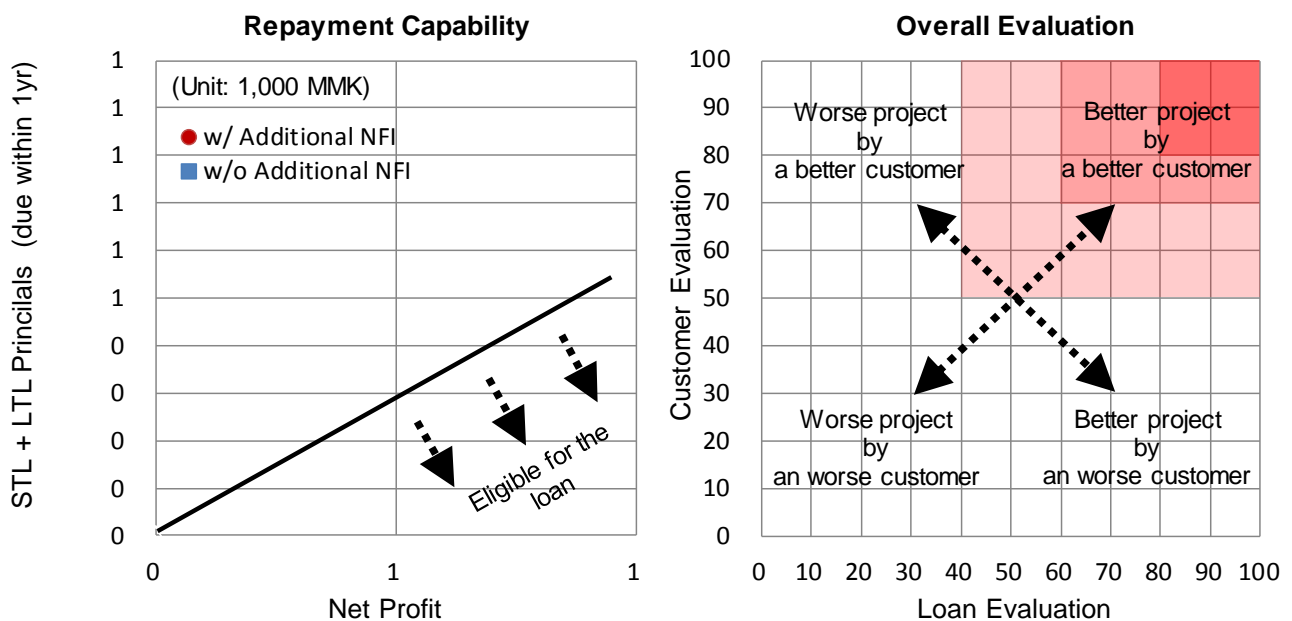 Repayment Capability
STL + LTL Princilals (due within 1yr)
1
1
1
1
1
1
0
0
0
0
0
(Unit: 1,000 MMK)
w/ Additional NFI
w/o Additional NFI
Eligible for the
loan
0
1
1
Net Profit
Overall Evaluation
Customer Evaluation
100
90
80
70
60
50
40
30
20
10
0
Worse project
by
a better customer
Better project
by
a better customer
Worse project
by
an worse customer
Better project
by
an worse customer
0 10 20 30 40 50 60 70 80 90 100
Loan Evaluation